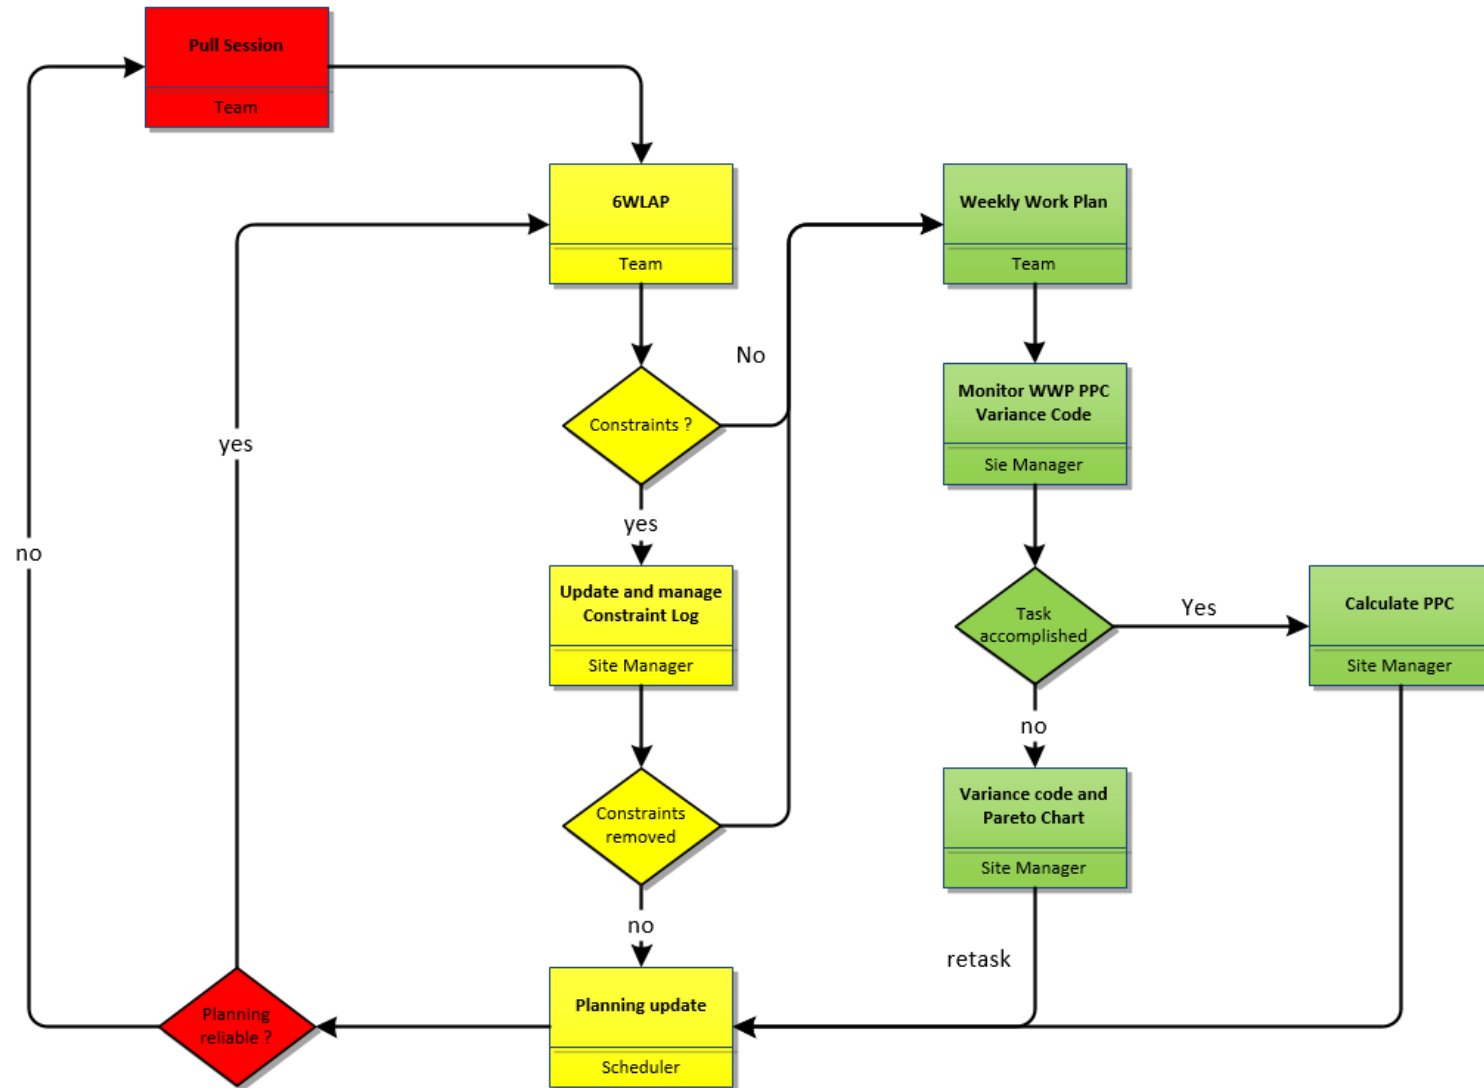 Pull Session
Team
6WLAP
Team
Weekly Work Plan
Team
No
Constraints ?
Monitor WWP PPC
Variance Code
Sie Manager
yes
yes
no
Update and manage
Constraint Log
Site Manager
Task
accomplished
Yes
Calculate PPC
Site Manager
no
Constraints
removed
Variance code and
Pareto Chart
Site Manager
no
retask
Planning
reliable ?
Planning update
Scheduler